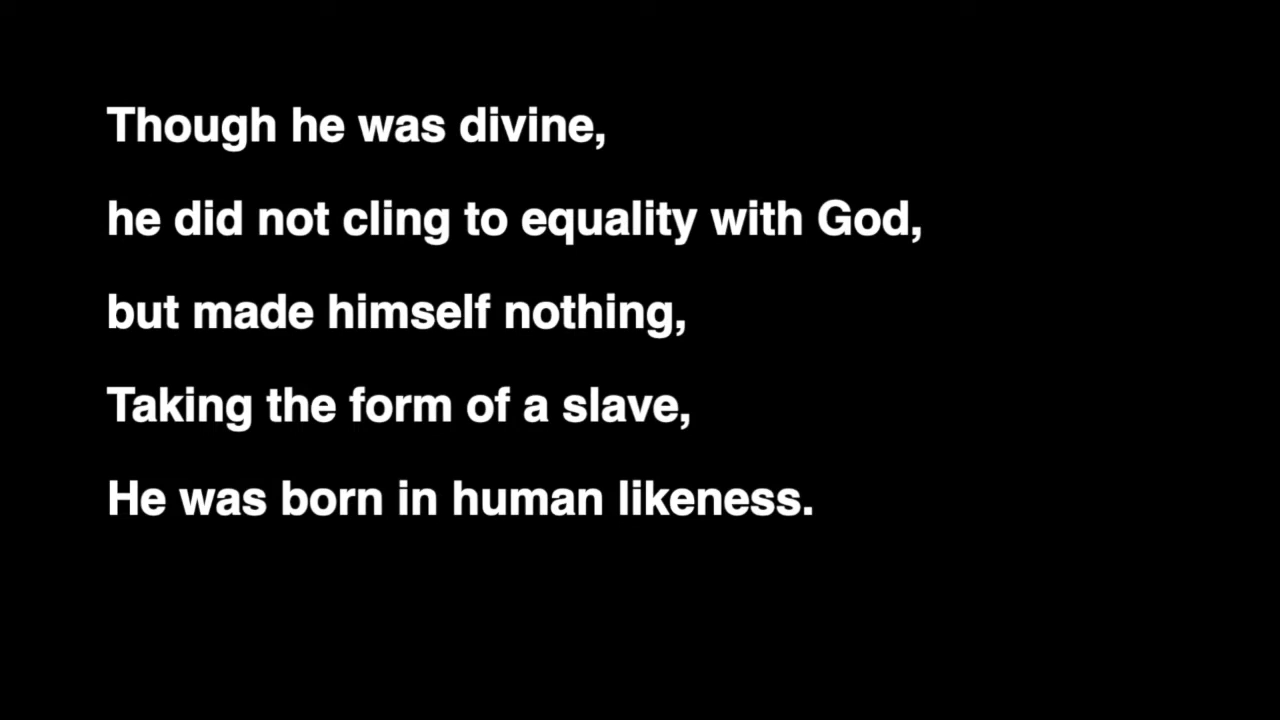 Though he was divine,
he did not cling to equality with God,
but made himself nothing,
Taking the form of a slave,
He was born in human likeness.